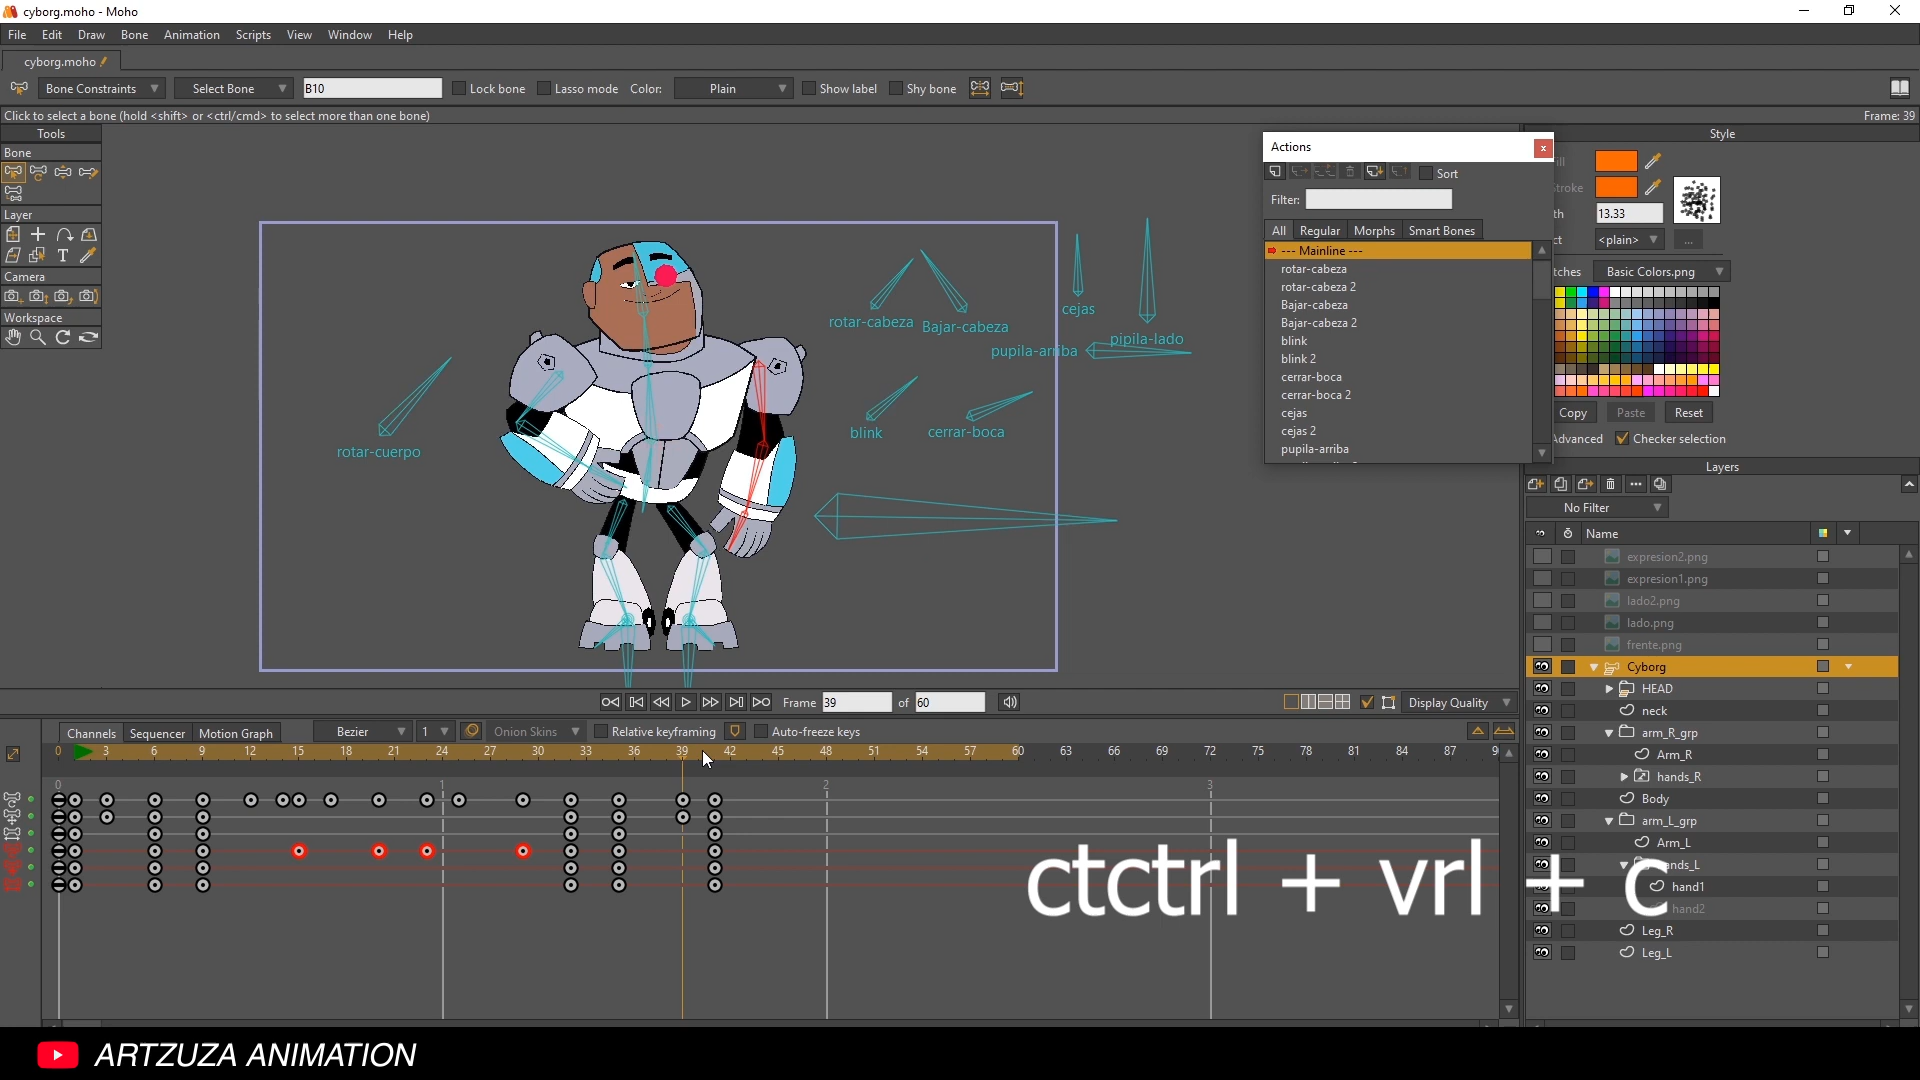 cyborg.moho - Moho
File Edit Draw Bone Animation Scripts View Window Help
cyborg.moho
Bone Constraints Select Bone B10 Lock bone Lasso mode Color: Plain Show label Shy bone
Click to select a bone (hold <shift> or <ctrl/cmd> to select more than one bone) Frame: 39
Tools
Bone
Layer
Camera
Workspace
rotar-cabeza
Bajar-cabeza
cejas
pipila-lado
pupila-arriba
rotar-cuerpo
blink
cerrar-boca
Actions
Sort
Filter:
All Regular Morphs Smart Bones
--- Mainline ---
rotar-cabeza
rotar-cabeza 2
Bajar-cabeza
Bajar-cabeza 2
blink
blink 2
cerrar-boca
cerrar-boca 2
cejas
cejas 2
pupila-arriba
Style
ill
troke
th 13.33
ct <plain> ...
tches Basic Colors.png
Copy Paste Reset
Advanced Checker selection
Layers
No Filter
Name
expresion2.png
expresion1.png
lado2.png
lado.png
frente.png
Cyborg
HEAD
neck
arm_R_grp
Arm_R
hands_R
Body
arm_L_grp
Arm_L
ands_L
hand1
hand2
Leg_R
Leg_L
Frame 39 of 60 Display Quality
Channels Sequencer Motion Graph Bezier 1 Onion Skins Relative keyframing Auto-freeze keys
0 3 6 9 12 15 18 21 24 27 30 33 36 39 42 45 48 51 54 57 60 63 66 69 72 75 78 81 84 87 9
0 1 2 3
ctctrl + vrl + c
ARTZUZA ANIMATION